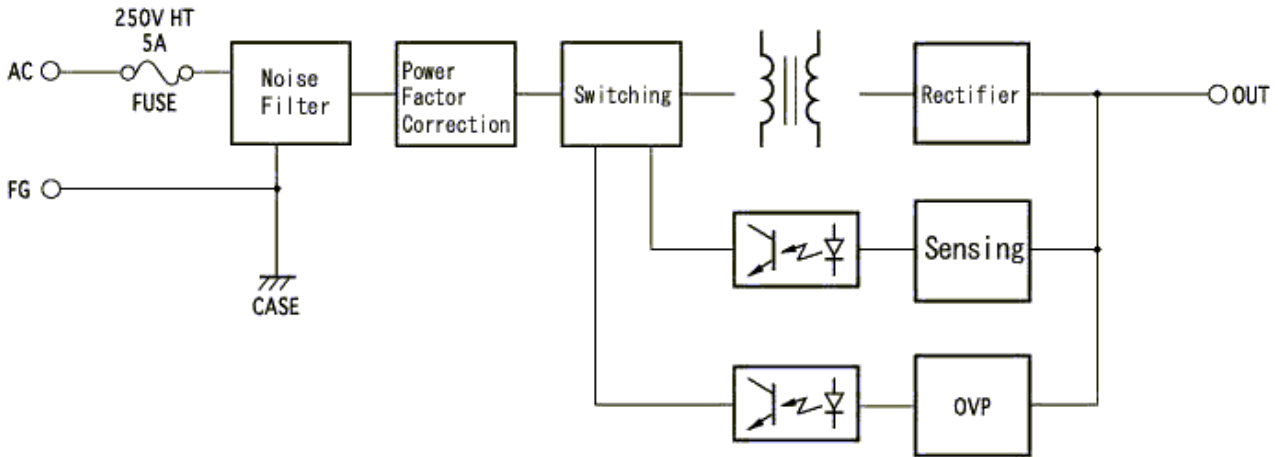 250V HT
5A
AC
FUSE
Noise
Filter
Power
Factor
Correction
Switching
Rectifier
OUT
FG
CASE
Sensing
OVP